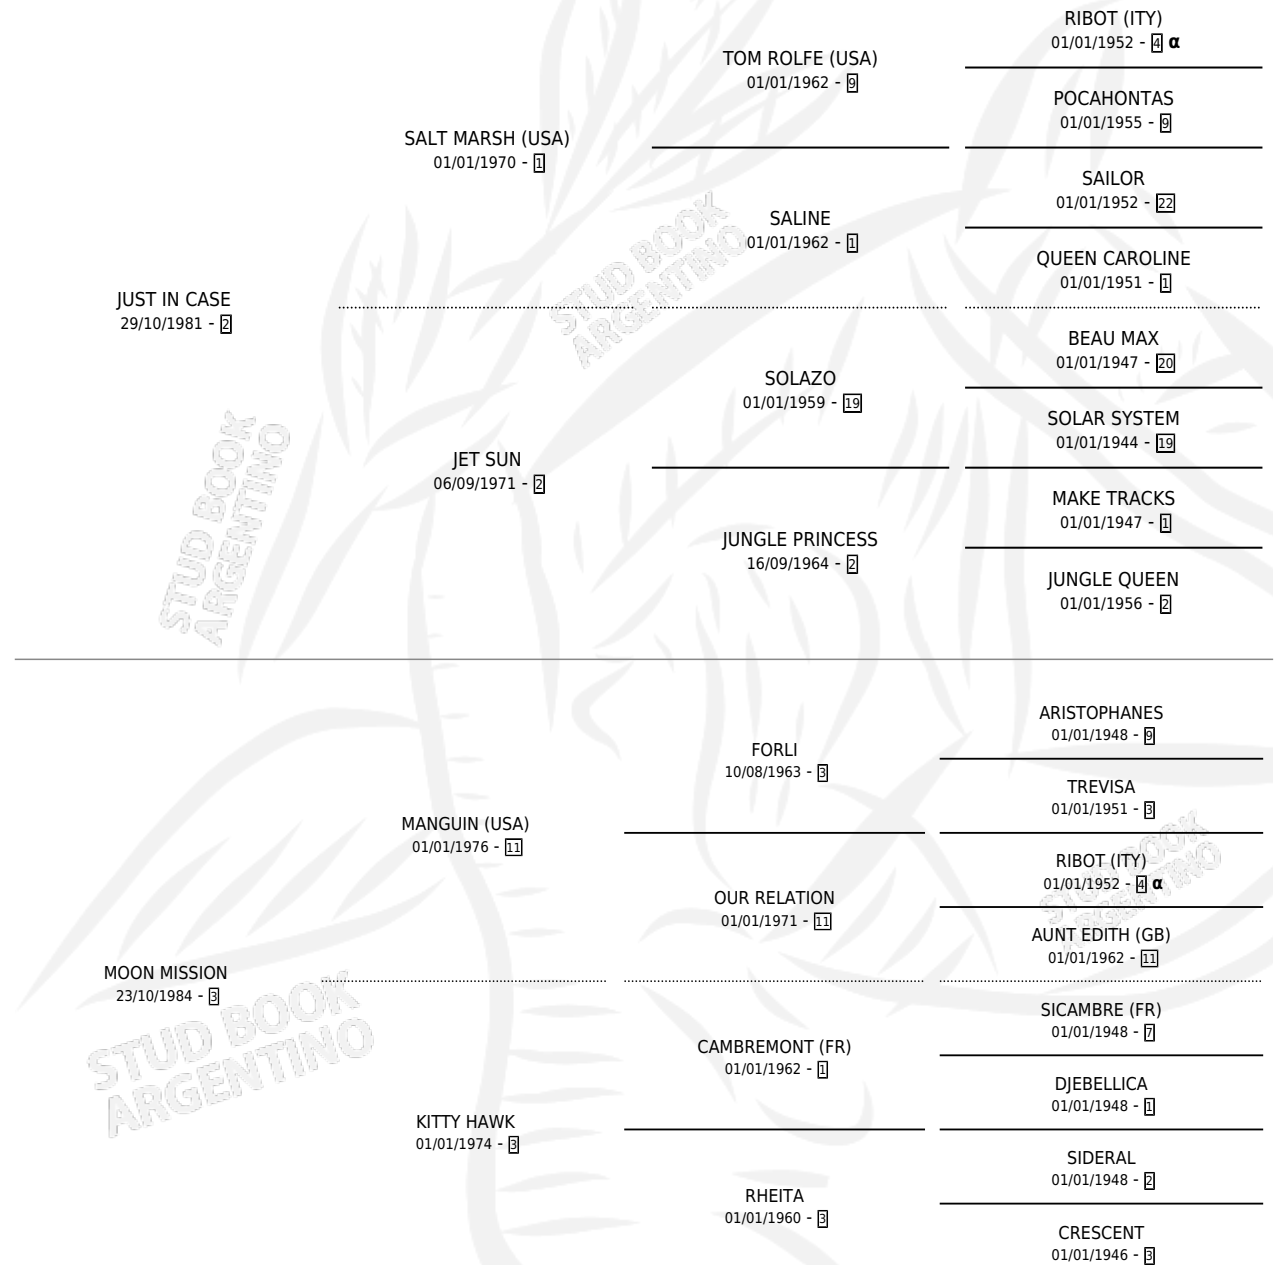 RIBOT (ITY)
01/01/1952 - 4 α
TOM ROLFE (USA)
01/01/1962 - 9
POCAHONTAS
01/01/1955 - 9
SALT MARSH (USA)
01/01/1970 - 1
SAILOR
01/01/1952 - 22
SALINE
01/01/1962 - 1
QUEEN CAROLINE
01/01/1951 - 1
JUST IN CASE
29/10/1981 - 2
STUD BOOK
ARGENTINO
BEAU MAX
01/01/1947 - 20
SOLAZO
01/01/1959 - 19
SOLAR SYSTEM
01/01/1944 - 19
JET SUN
06/09/1971 - 2
MAKE TRACKS
01/01/1947 - 1
JUNGLE PRINCESS
16/09/1964 - 2
JUNGLE QUEEN
01/01/1956 - 2
STUD BOOK
ARGENTINO
ARISTOPHANES
01/01/1948 - 9
FORLI
10/08/1963 - 3
TREVISA
01/01/1951 - 3
MANGUIN (USA)
01/01/1976 - 11
RIBOT (ITY)
01/01/1952 - 4 α
OUR RELATION
01/01/1971 - 11
AUNT EDITH (GB)
01/01/1962 - 11
STUD BOOK
ARGENTINO
MOON MISSION
23/10/1984 - 3
STUD BOOK
ARGENTINO
SICAMBRE (FR)
01/01/1948 - 7
CAMBREMONT (FR)
01/01/1962 - 1
DJEBELLICA
01/01/1948 - 1
KITTY HAWK
01/01/1974 - 3
SIDERAL
01/01/1948 - 2
RHEITA
01/01/1960 - 3
CRESCENT
01/01/1946 - 3